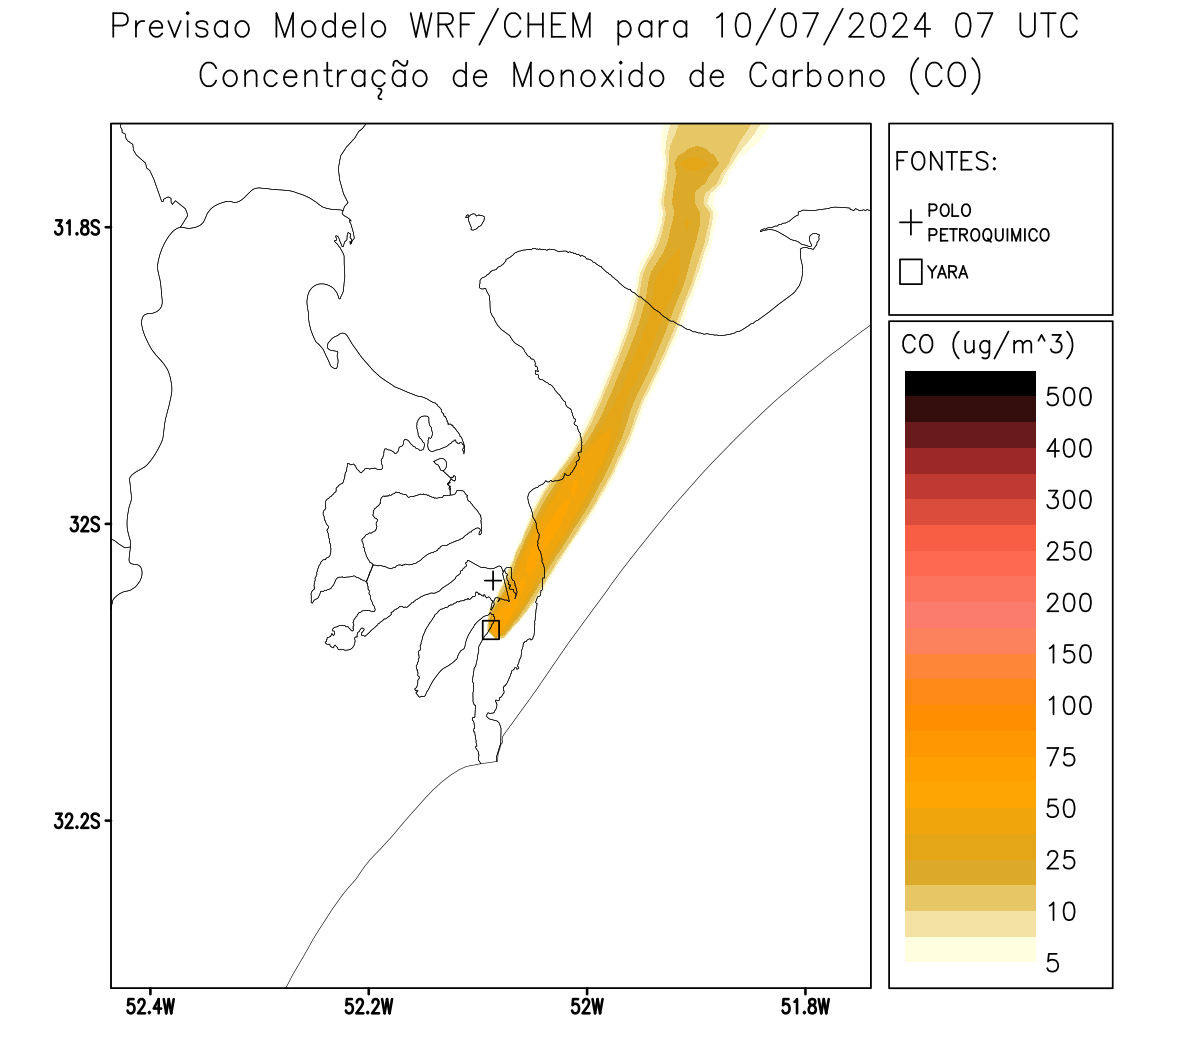 Previsao Modelo WRF/CHEM para 10/07/2024 07 UTC
Concentração de Monoxido de Carbono (CO)
FONTES:
POLO
PETROQUIMICO
YARA
CO (ug/m^3)
500
400
300
250
200
150
100
75
50
25
10
5
31.8S
32S
32.2S
52.4W
52.2W
52W
51.8W